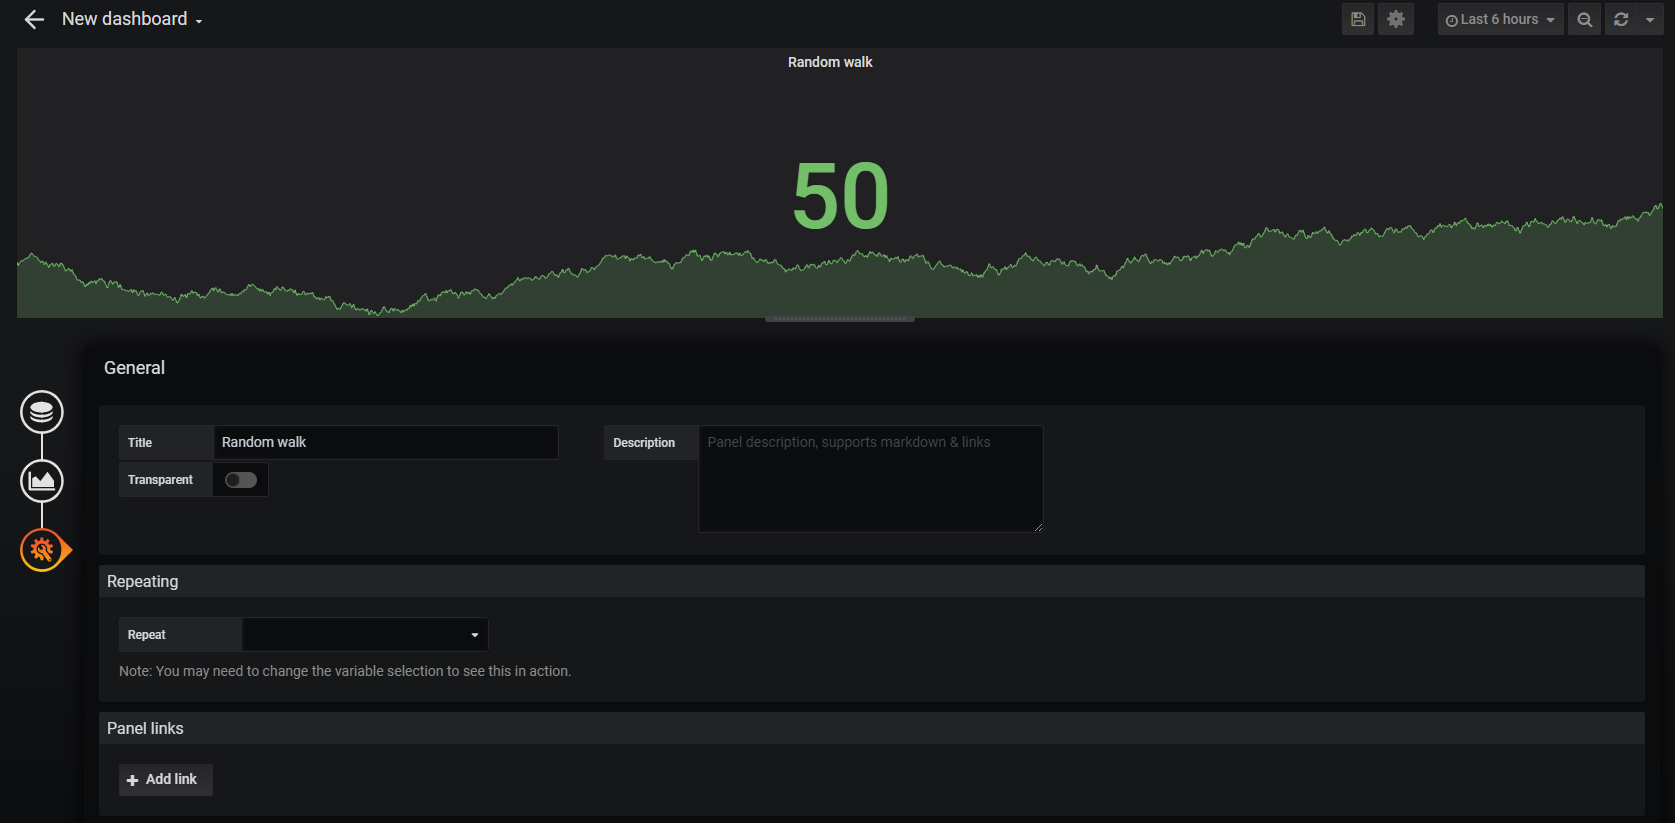 New dashboard
Last 6 hours
Random walk
50
General
Title
Random walk
Description
Panel description, supports markdown & links
Transparent
Repeating
Repeat
Note: You may need to change the variable selection to see this in action.
Panel links
Add link